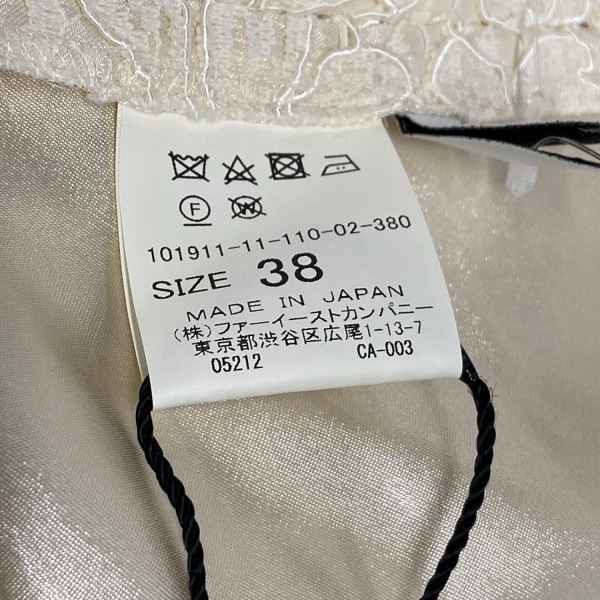 F W
101911-11-110-02-380
SIZE 38
MADE IN JAPAN
(株)ファーイーストカンパニー
東京都渋谷区広尾1-13-7
05212 CA-003